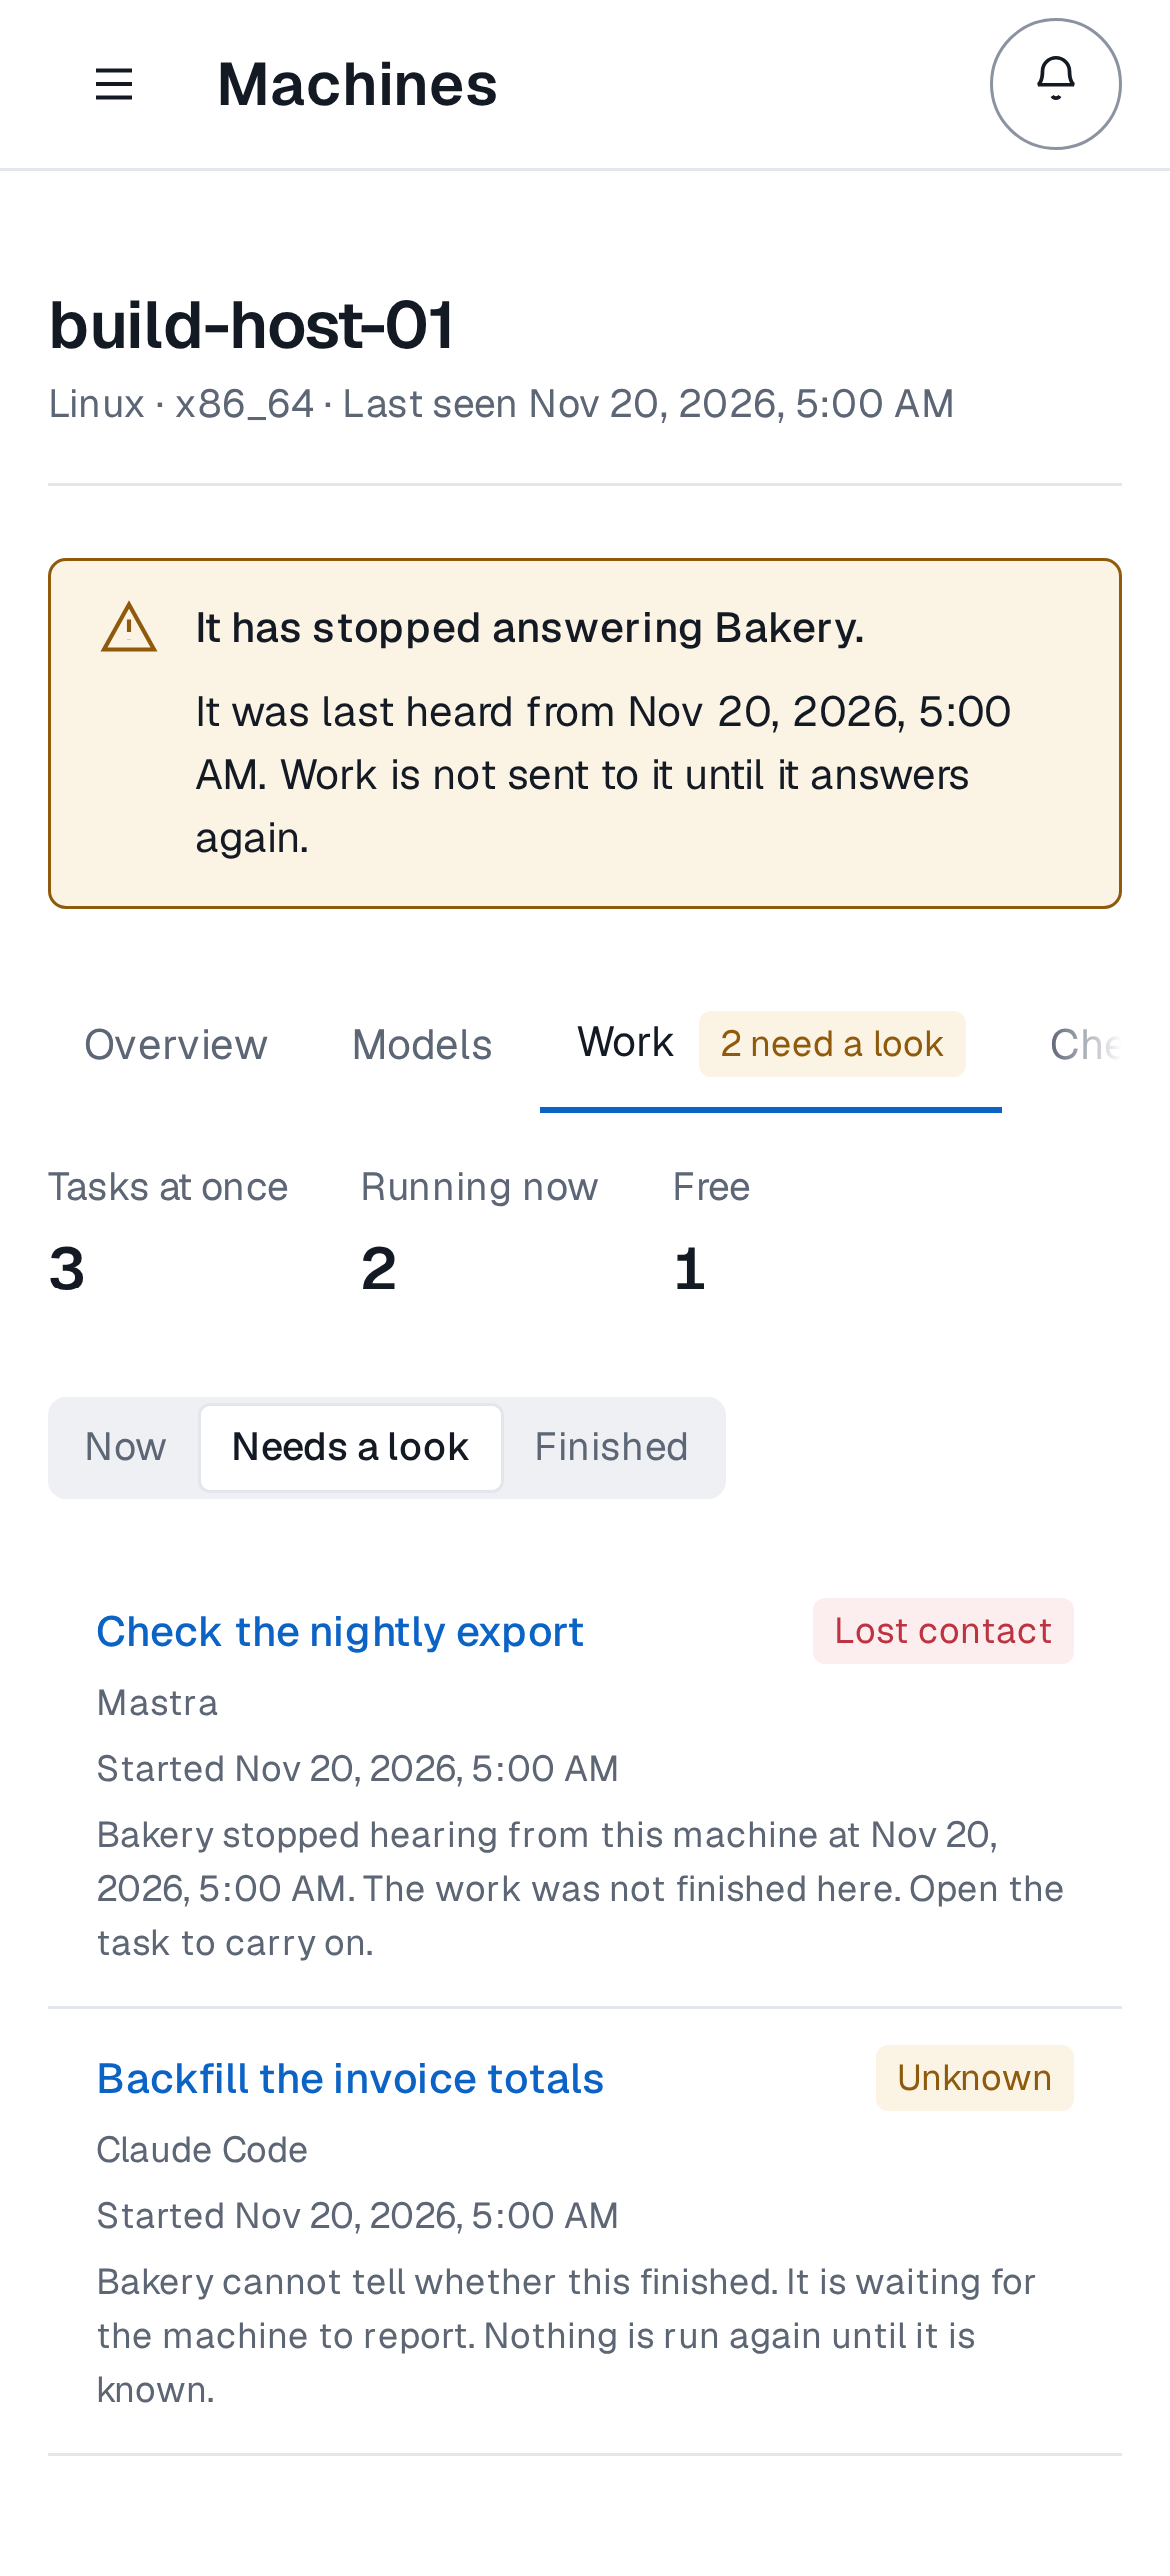 Machines
build-host-01
Linux · x86_64 · Last seen Nov 20, 2026, 5:00 AM
It has stopped answering Bakery.
It was last heard from Nov 20, 2026, 5:00
AM. Work is not sent to it until it answers
again.
Overview Models Work 2 need a look
Tasks at once Running now Free
3 2 1
Now Needs a look Finished
Check the nightly export Lost contact
Mastra
Started Nov 20, 2026, 5:00 AM
Bakery stopped hearing from this machine at Nov 20,
2026, 5:00 AM. The work was not finished here. Open the
task to carry on.
Backfill the invoice totals Unknown
Claude Code
Started Nov 20, 2026, 5:00 AM
Bakery cannot tell whether this finished. It is waiting for
the machine to report. Nothing is run again until it is
known.